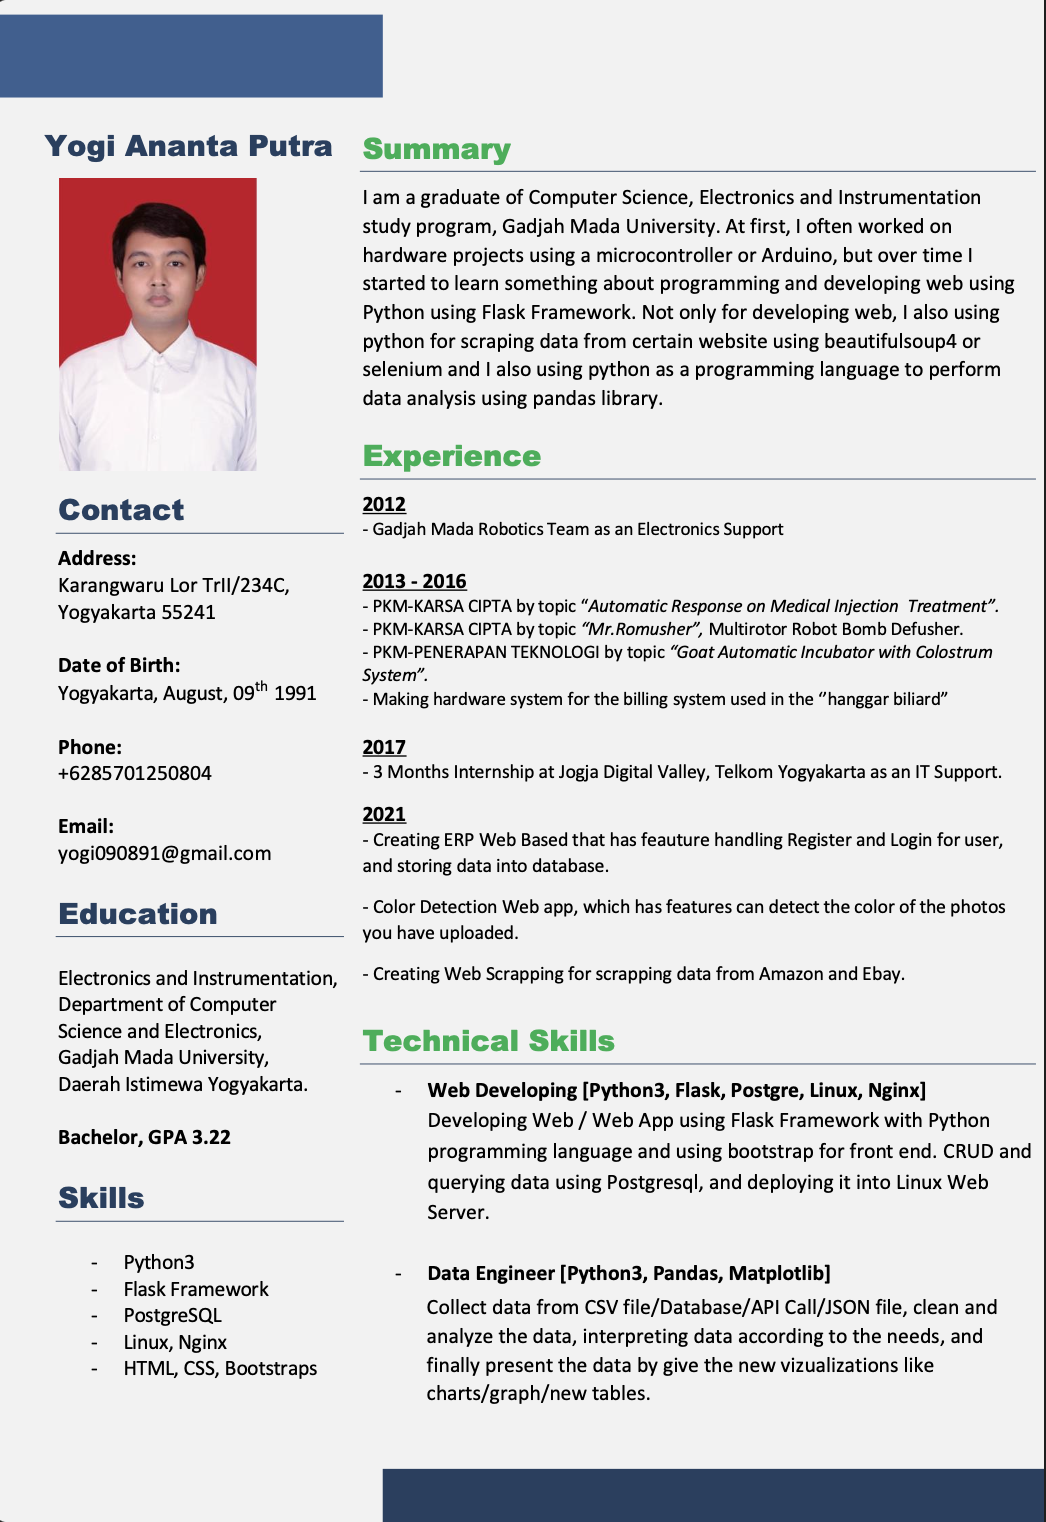 Yogi Ananta Putra
Contact
Address:
Karangwaru Lor TrII/234C,
Yogyakarta 55241
Date of Birth:
Yogyakarta, August, 09th 1991
Phone:
+6285701250804
Email:
yogi090891@gmail.com
Education
Electronics and Instrumentation,
Department of Computer
Science and Electronics,
Gadjah Mada University,
Daerah Istimewa Yogyakarta.
Bachelor, GPA 3.22
Skills
- Python3
- Flask Framework
- PostgreSQL
- Linux, Nginx
- HTML, CSS, Bootstraps
Summary
I am a graduate of Computer Science, Electronics and Instrumentation
study program, Gadjah Mada University. At first, I often worked on
hardware projects using a microcontroller or Arduino, but over time I
started to learn something about programming and developing web using
Python using Flask Framework. Not only for developing web, I also using
python for scraping data from certain website using beautifulsoup4 or
selenium and I also using python as a programming language to perform
data analysis using pandas library.
Experience
2012
- Gadjah Mada Robotics Team as an Electronics Support
2013 - 2016
- PKM-KARSA CIPTA by topic “Automatic Response on Medical Injection  Treatment”.
- PKM-KARSA CIPTA by topic “Mr.Romusher”, Multirotor Robot Bomb Defusher.
- PKM-PENERAPAN TEKNOLOGI by topic “Goat Automatic Incubator with Colostrum
System”.
- Making hardware system for the billing system used in the ‘’hanggar biliard”
2017
- 3 Months Internship at Jogja Digital Valley, Telkom Yogyakarta as an IT Support.
2021
- Creating ERP Web Based that has feauture handling Register and Login for user,
and storing data into database.
- Color Detection Web app, which has features can detect the color of the photos
you have uploaded.
- Creating Web Scrapping for scrapping data from Amazon and Ebay.
Technical Skills
- Web Developing [Python3, Flask, Postgre, Linux, Nginx]
Developing Web / Web App using Flask Framework with Python
programming language and using bootstrap for front end. CRUD and
querying data using Postgresql, and deploying it into Linux Web
Server.
- Data Engineer [Python3, Pandas, Matplotlib]
Collect data from CSV file/Database/API Call/JSON file, clean and
analyze the data, interpreting data according to the needs, and
finally present the data by give the new vizualizations like
charts/graph/new tables.